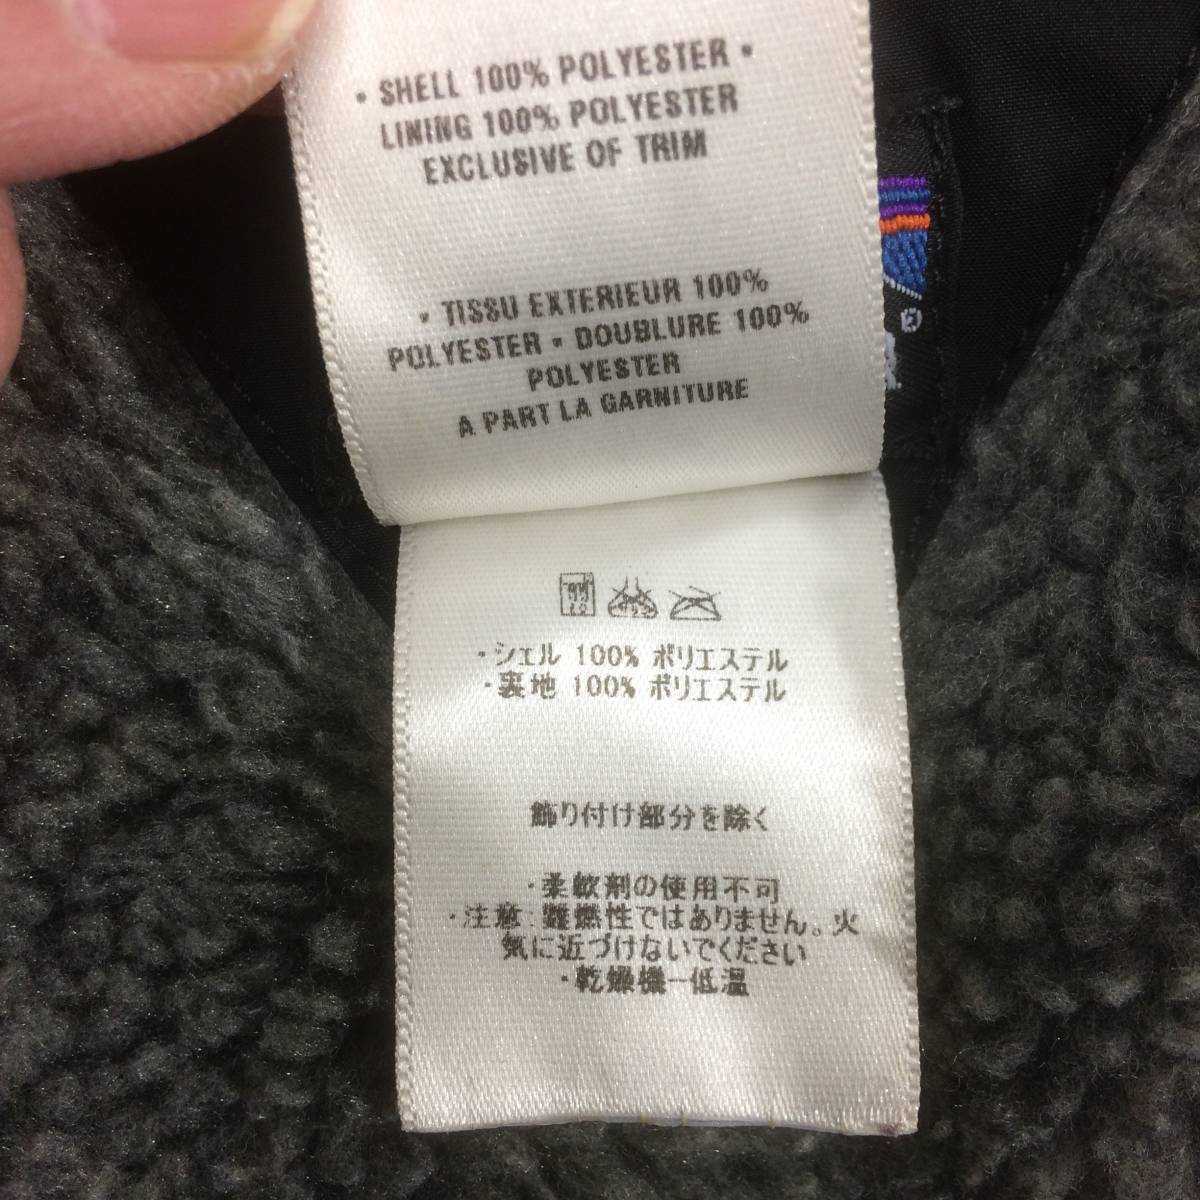 • SHELL 100% POLYESTER •
LINING 100% POLYESTER
EXCLUSIVE OF TRIM
• TISSU EXTERIEUR 100%
POLYESTER • DOUBLURE 100%
POLYESTER
A PART LA GARNITURE
・シェル 100% ポリエステル
・裏地 100% ポリエステル
飾り付け部分を除く
・柔軟剤の使用不可
・注意:難燃性ではありません。火
気に近づけないでください
・乾燥機ー低温